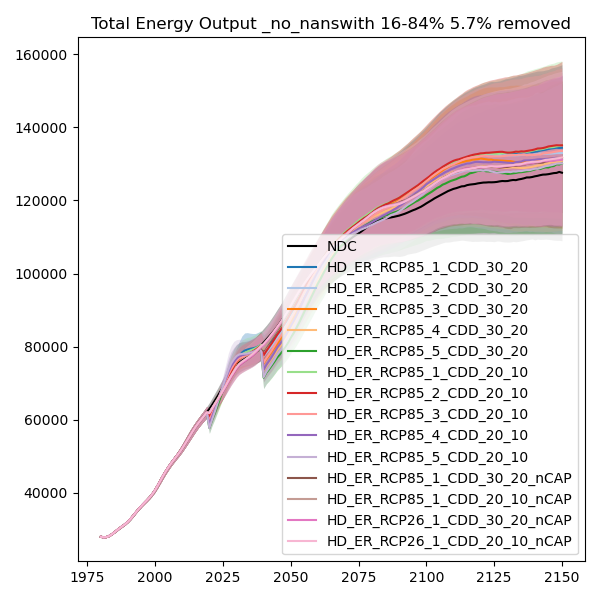 Total Energy Output _no_nanswith 16-84% 5.7% removed
160000
140000
120000
100000
80000
60000
40000
NDC
HD_ER_RCP85_1_CDD_30_20
HD_ER_RCP85_2_CDD_30_20
HD_ER_RCP85_3_CDD_30_20
HD_ER_RCP85_4_CDD_30_20
HD_ER_RCP85_5_CDD_30_20
HD_ER_RCP85_1_CDD_20_10
HD_ER_RCP85_2_CDD_20_10
HD_ER_RCP85_3_CDD_20_10
HD_ER_RCP85_4_CDD_20_10
HD_ER_RCP85_5_CDD_20_10
HD_ER_RCP85_1_CDD_30_20_nCAP
HD_ER_RCP85_1_CDD_20_10_nCAP
HD_ER_RCP26_1_CDD_30_20_nCAP
HD_ER_RCP26_1_CDD_20_10_nCAP
1975 2000 2025 2050 2075 2100 2125 2150